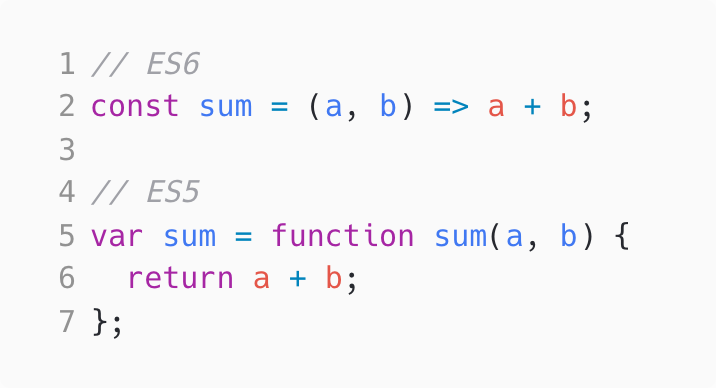 1 // ES6
2 const sum = (a, b) => a + b;
3
4 // ES5
5 var sum = function sum(a, b) {
6   return a + b;
7 };